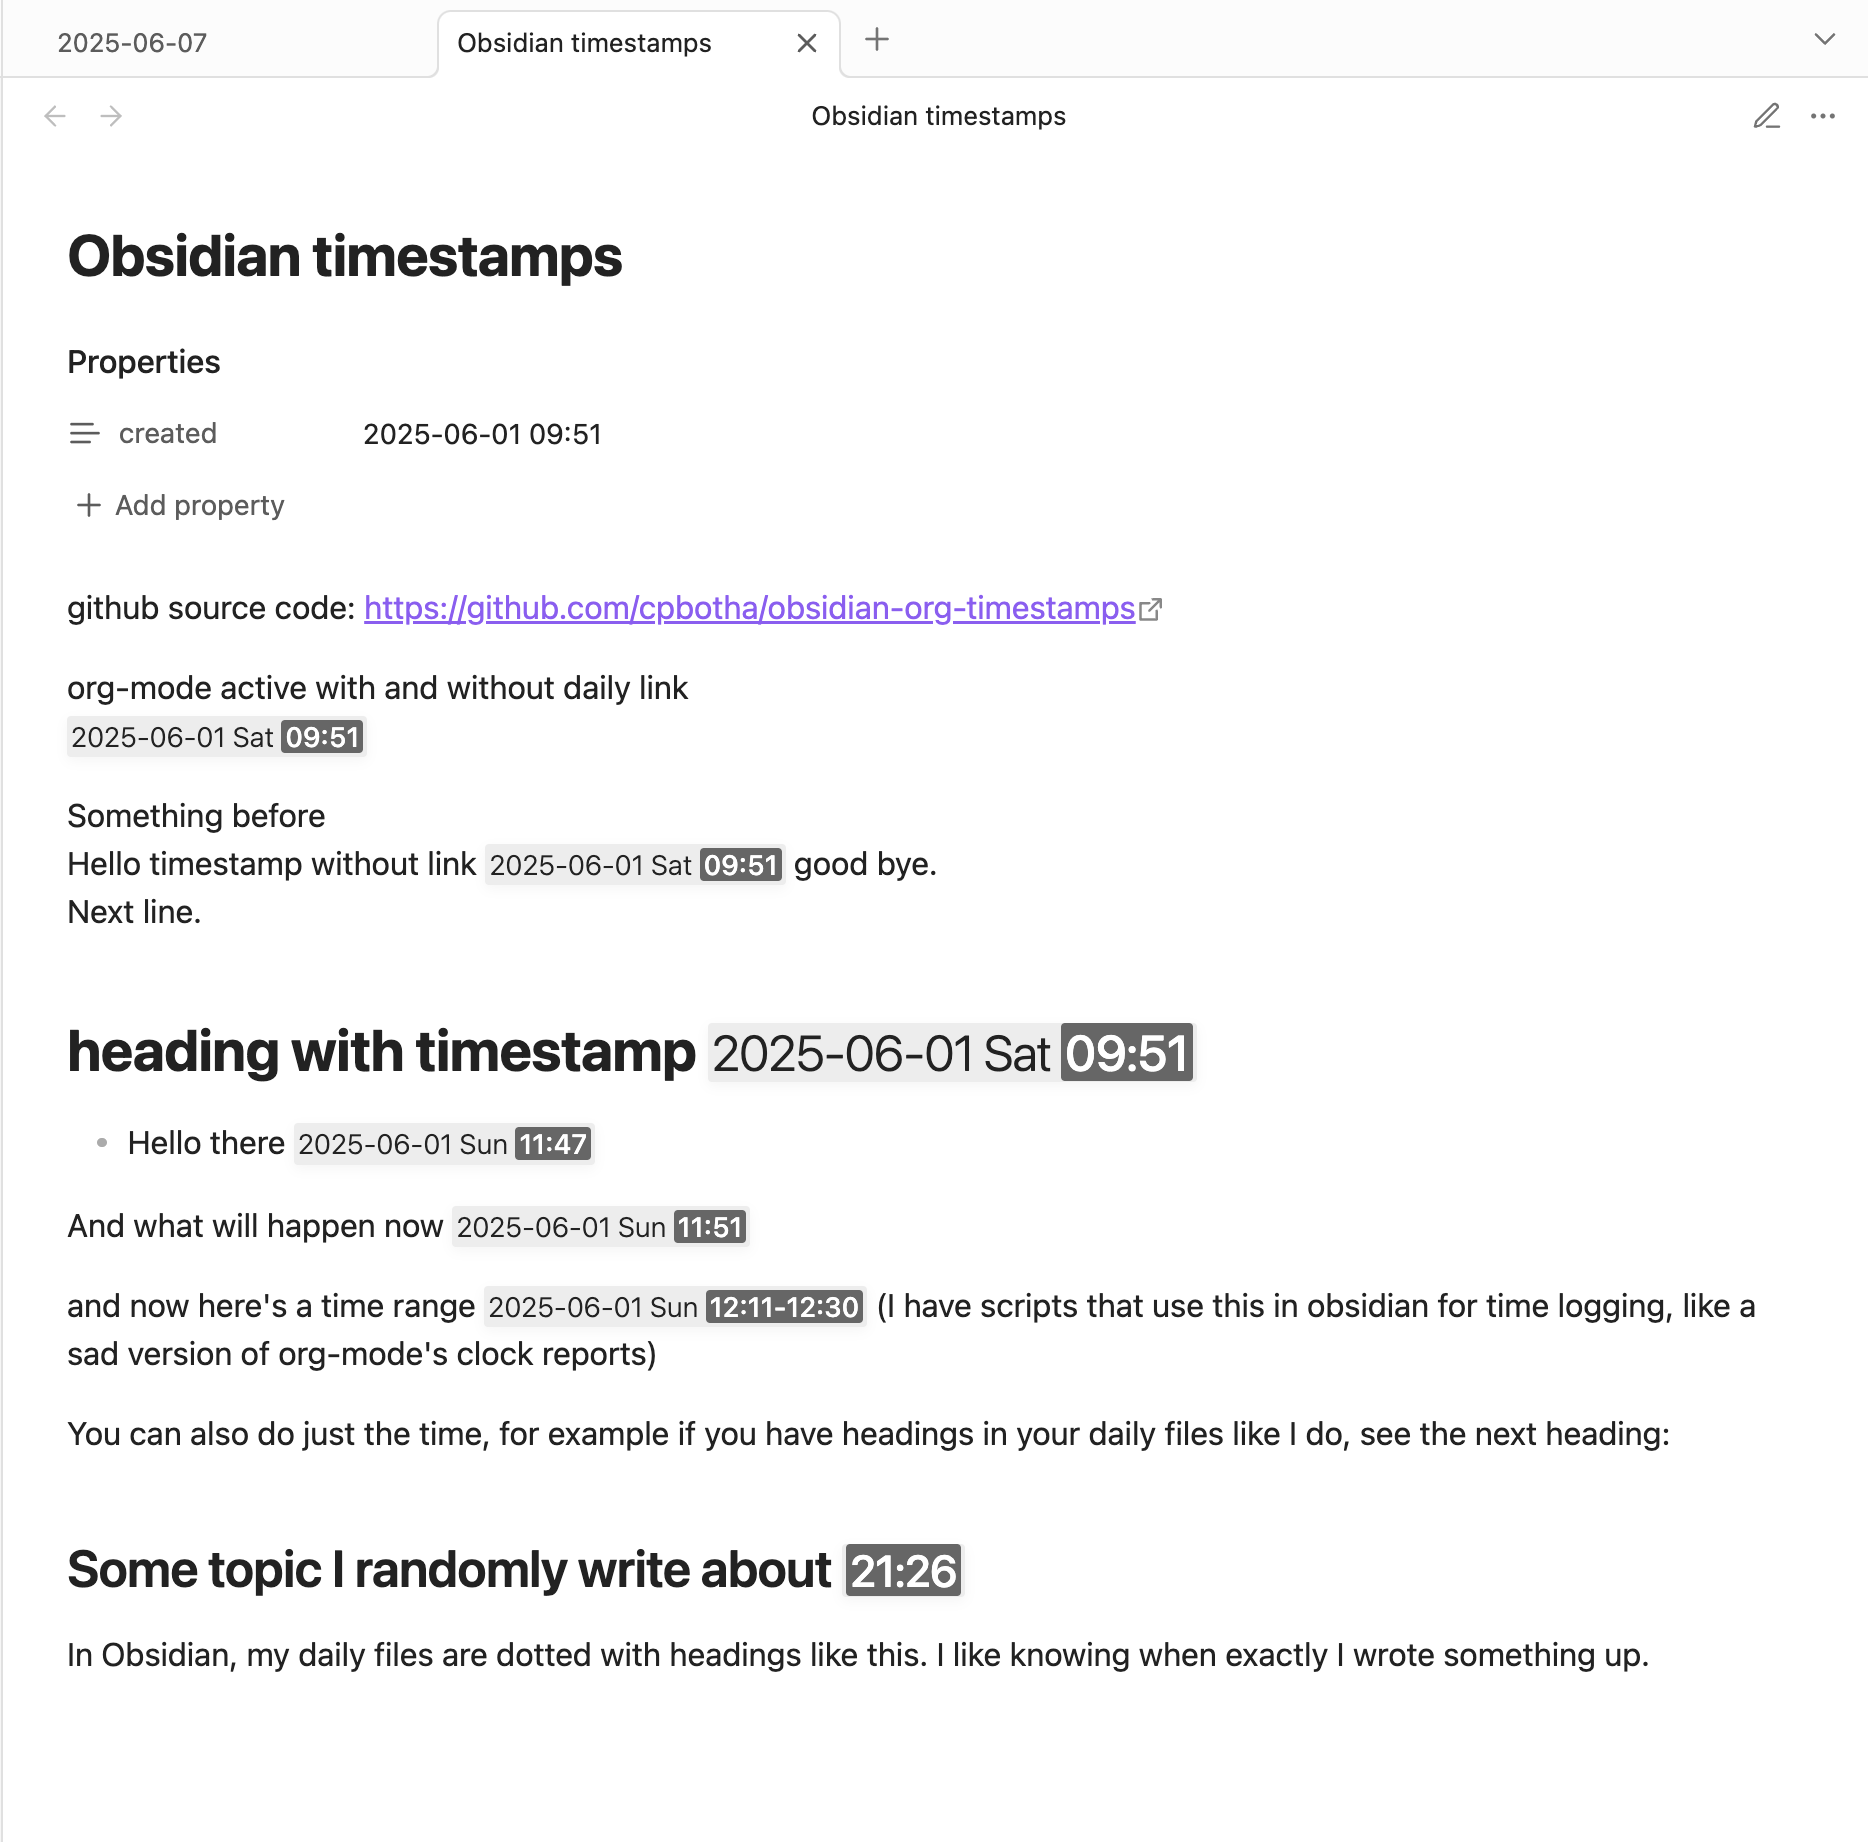 2025-06-07
Obsidian timestamps
Obsidian timestamps
Obsidian timestamps
Properties
created 2025-06-01 09:51
Add property
github source code: https://github.com/cpbotha/obsidian-org-timestamps
org-mode active with and without daily link
2025-06-01 Sat 09:51
Something before
Hello timestamp without link 2025-06-01 Sat 09:51 good bye.
Next line.
heading with timestamp 2025-06-01 Sat 09:51
• Hello there 2025-06-01 Sun 11:47
And what will happen now 2025-06-01 Sun 11:51
and now here's a time range 2025-06-01 Sun 12:11-12:30 (I have scripts that use this in obsidian for time logging, like a
sad version of org-mode's clock reports)
You can also do just the time, for example if you have headings in your daily files like I do, see the next heading:
Some topic I randomly write about 21:26
In Obsidian, my daily files are dotted with headings like this. I like knowing when exactly I wrote something up.